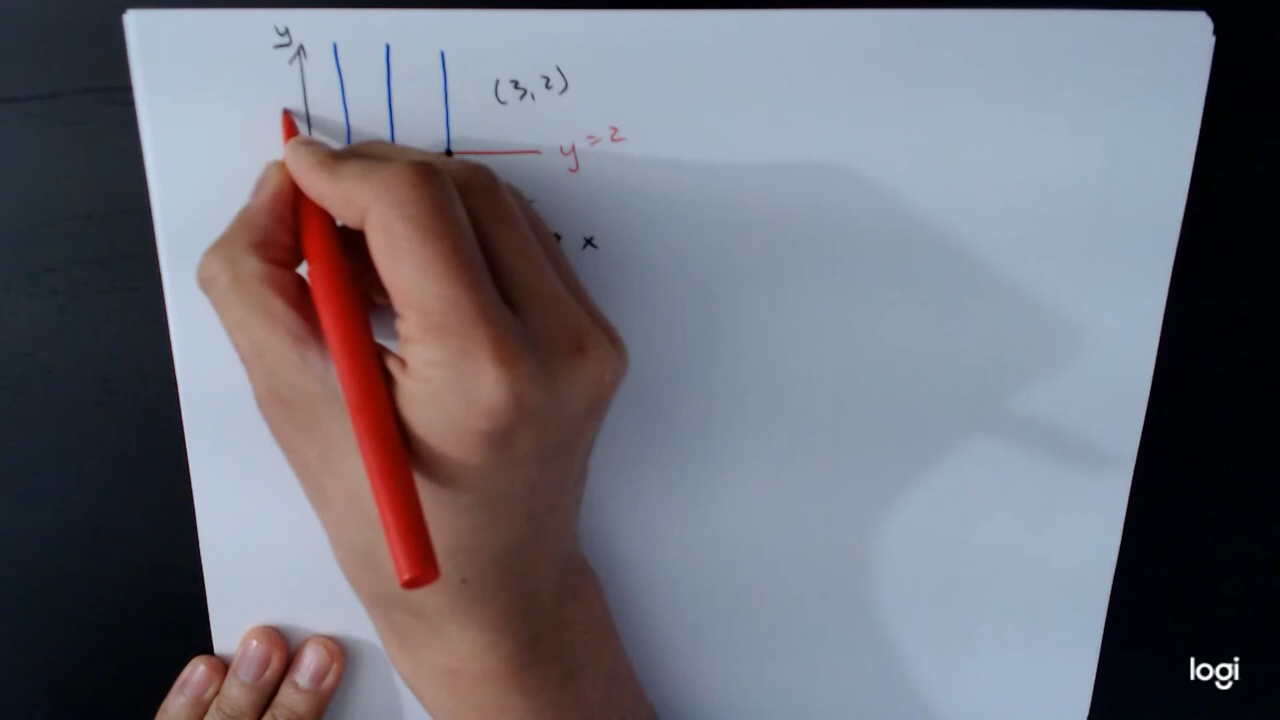 y
(3,2)
y = 2
x
logi